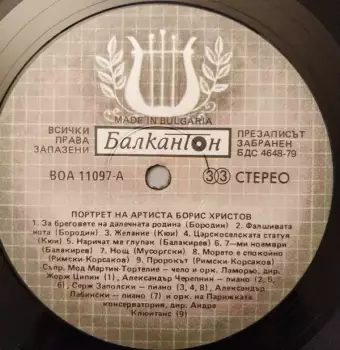 MADE IN BULGARIA
ВСИЧКИ
ПРАВА
ЗАПАЗЕНИ
Балкантон
ПРЕЗАПИСЪТ
ЗАБРАНЕН
БДС 4648-79
ВОА 11097-А
33 СТЕРЕО
ПОРТРЕТ НА АРТИСТА БОРИС ХРИСТОВ
1. За бреговете на далечната родина (Бородин) 2. Фалшивата
нота (Бородин) 3. Желание (Кюи) 4. Царскоселската статуя
(Кюи) 5. Наричат ме глупак (Балакирев) 6. 7—ми ноември
(Балакирев) 7. Нощ (Мусоргски) 8. Морето е спокойно
(Римски-Корсаков) 9. Пророкът (Римски-Корсаков)
Съпр. Мод Мартин-Тортелие — чело и орк. Ламорьо, дир.
Жорж Ципин (1), Александър Черепнин — пиано (2, 5,
6), Серж Заполски — пиано (3, 4, 8), Александър
Лабински — пиано (7) и орк. на Парижката
консерватория, дир. Андре
Клюитанс (9)